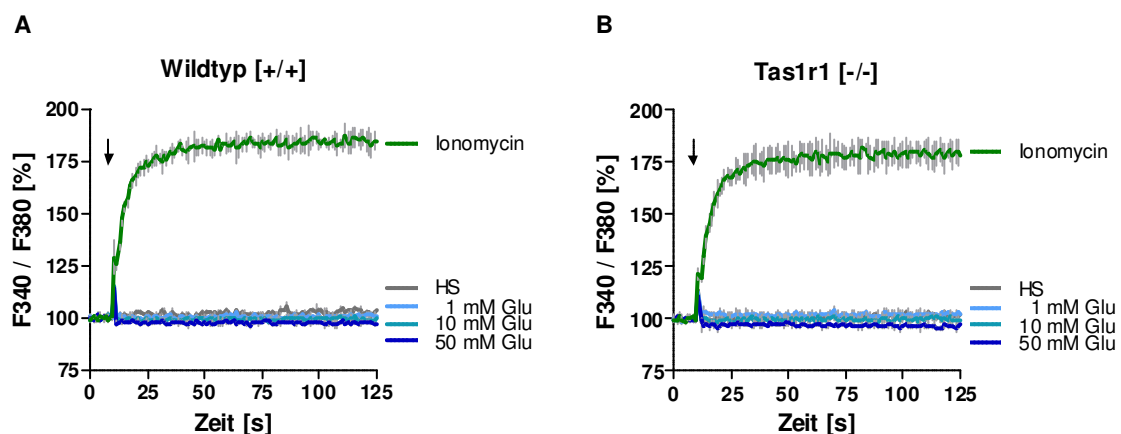 A
Wildtyp [+/+]
F340 / F380 [%]
200
175
150
125
100
75
0
25
50
75
100
125
Zeit [s]
Ionomycin
HS
1 mM Glu
10 mM Glu
50 mM Glu
B
Tas1r1 [-/-]
F340 / F380 [%]
200
175
150
125
100
75
0
25
50
75
100
125
Zeit [s]
Ionomycin
HS
1 mM Glu
10 mM Glu
50 mM Glu